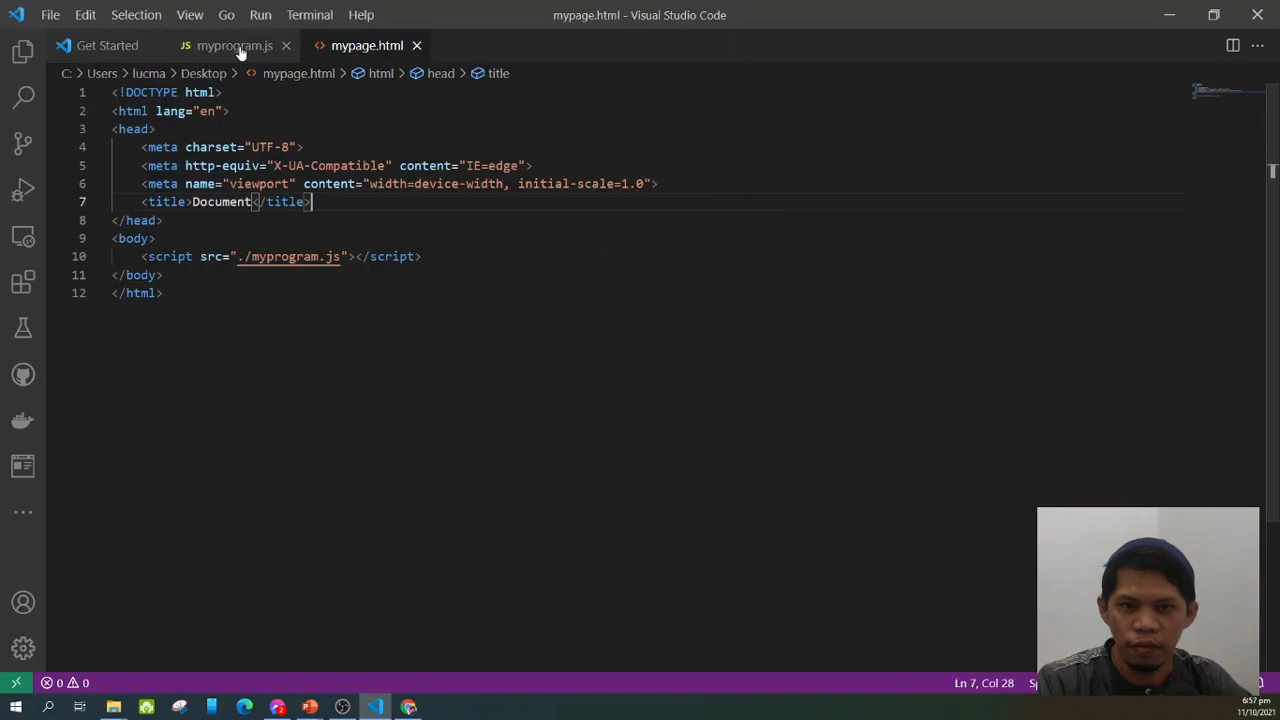 File Edit Selection View Go Run Terminal Help mypage.html - Visual Studio Code
Get Started JS myprogram.js mypage.html
C: > Users > lucma > Desktop > <> mypage.html > html > head > title
1 <!DOCTYPE html>
2 <html lang="en">
3 <head>
4 <meta charset="UTF-8">
5 <meta http-equiv="X-UA-Compatible" content="IE=edge">
6 <meta name="viewport" content="width=device-width, initial-scale=1.0">
7 <title>Document</title>
8 </head>
9 <body>
10 <script src="./myprogram.js"></script>
11 </body>
12 </html>
0 0 Ln 7, Col 28
6:57 pm
11/10/2021